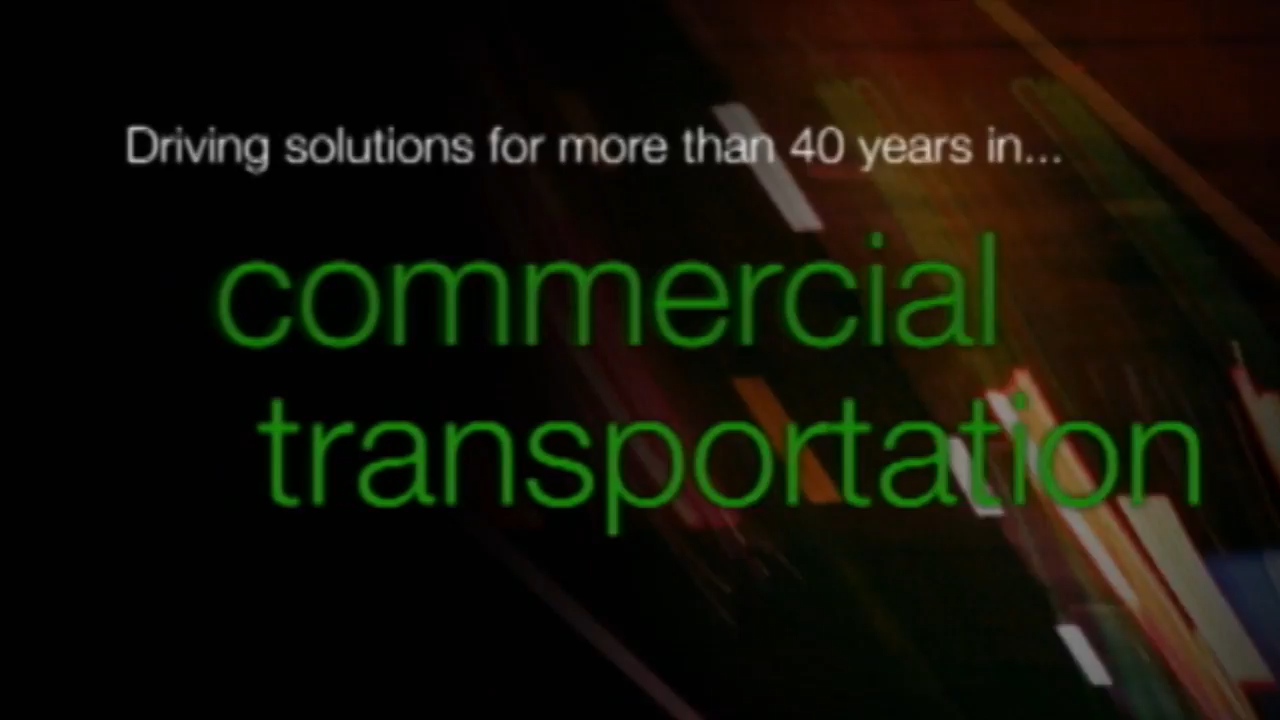 Driving solutions for more than 40 years in...
commercial
transportation